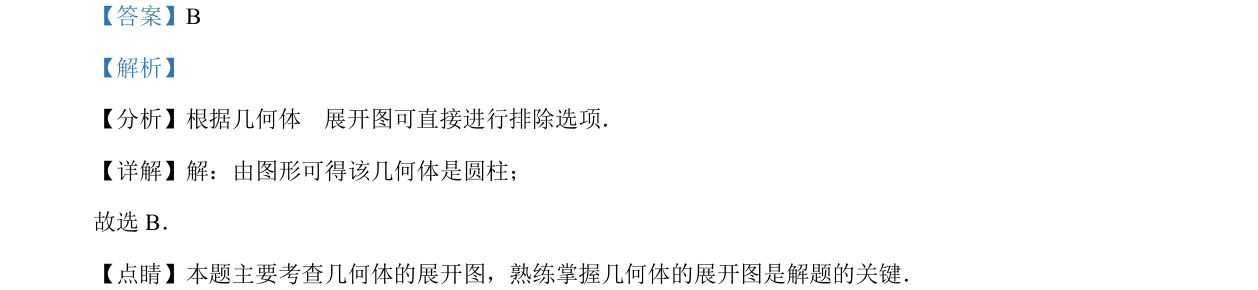 【答案】B
【解析】
【分析】根据几何体　展开图可直接进行排除选项．
【详解】解：由图形可得该几何体是圆柱；
故选 B．
【点睛】本题主要考查几何体的展开图，熟练掌握几何体的展开图是解题的关键．